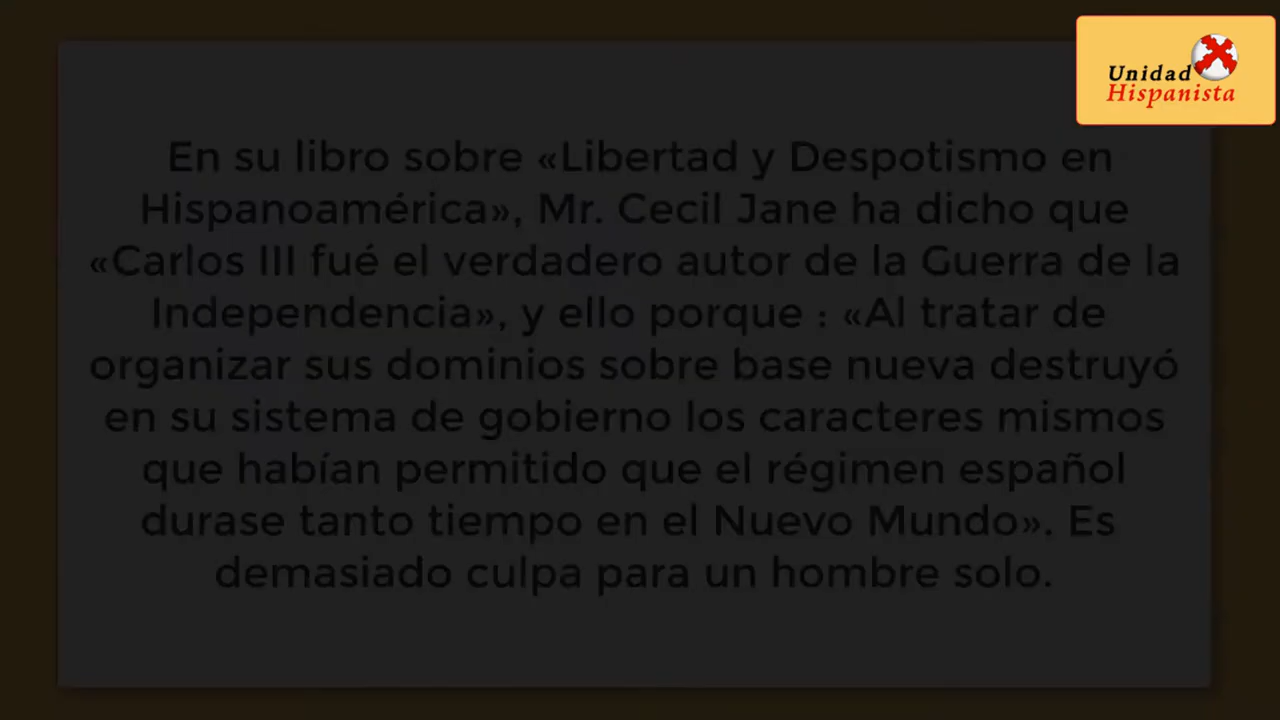 Unidad
Hispanista
En su libro sobre «Libertad y Despotismo en
Hispanoamérica», Mr. Cecil Jane ha dicho que
«Carlos III fué el verdadero autor de la Guerra de la
Independencia», y ello porque : «Al tratar de
organizar sus dominios sobre base nueva destruyó
en su sistema de gobierno los caracteres mismos
que habían permitido que el régimen español
durase tanto tiempo en el Nuevo Mundo». Es
demasiado culpa para un hombre solo.